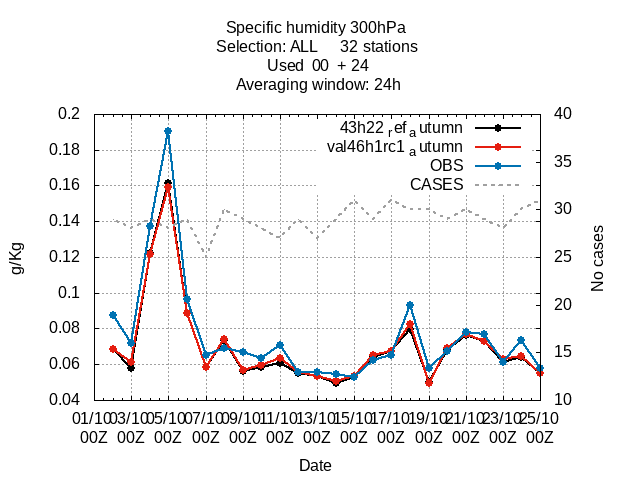 Specific humidity 300hPa
Selection: ALL 32 stations
Used 00 + 24
Averaging window: 24h
43h22 refa utumn
val46h1rc1 a utumn
OBS
CASES
0.2
0.18
0.16
0.14
0.12
0.1
0.08
0.06
0.04
g/Kg
40
35
30
25
20
15
10
No cases
01/10 03/10 05/10 07/10 09/10 11/10 13/10 15/10 17/10 19/10 21/10 23/10 25/10
00Z 00Z 00Z 00Z 00Z 00Z 00Z 00Z 00Z 00Z 00Z 00Z 00Z
Date